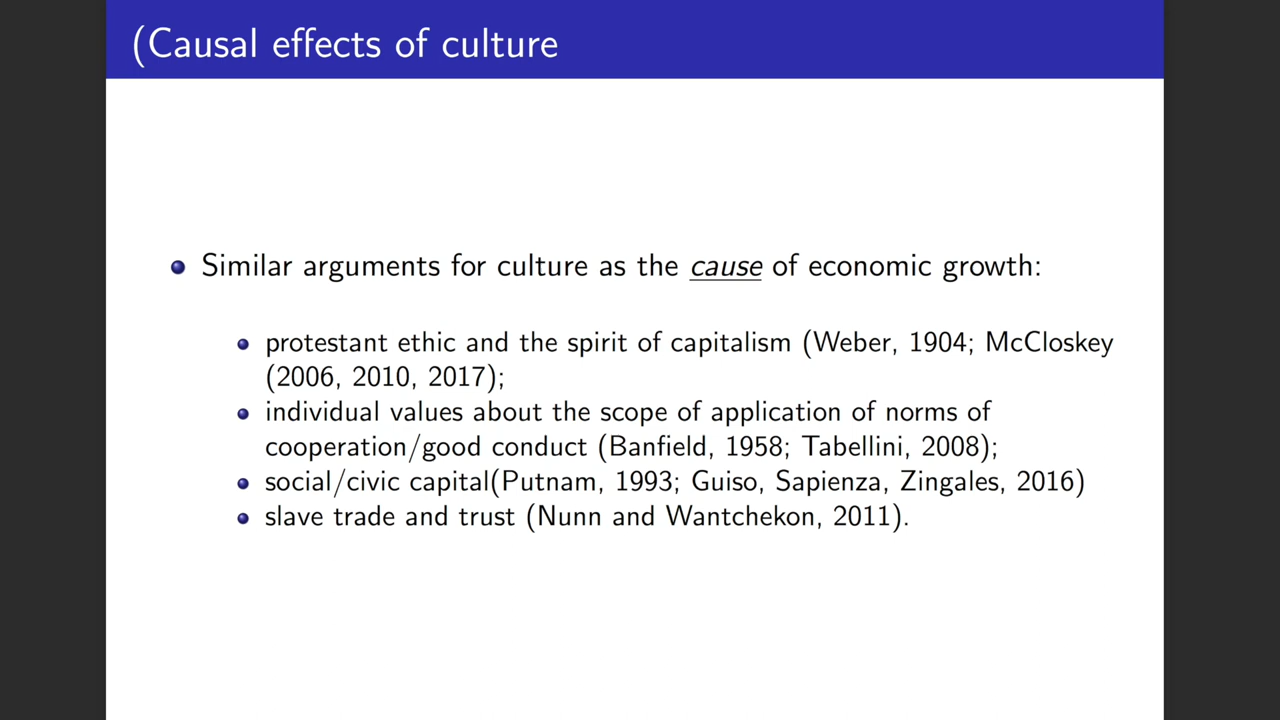 (Causal effects of culture
Similar arguments for culture as the cause of economic growth:
protestant ethic and the spirit of capitalism (Weber, 1904; McCloskey
(2006, 2010, 2017);
individual values about the scope of application of norms of
cooperation/good conduct (Banfield, 1958; Tabellini, 2008);
social/civic capital(Putnam, 1993; Guiso, Sapienza, Zingales, 2016)
slave trade and trust (Nunn and Wantchekon, 2011).